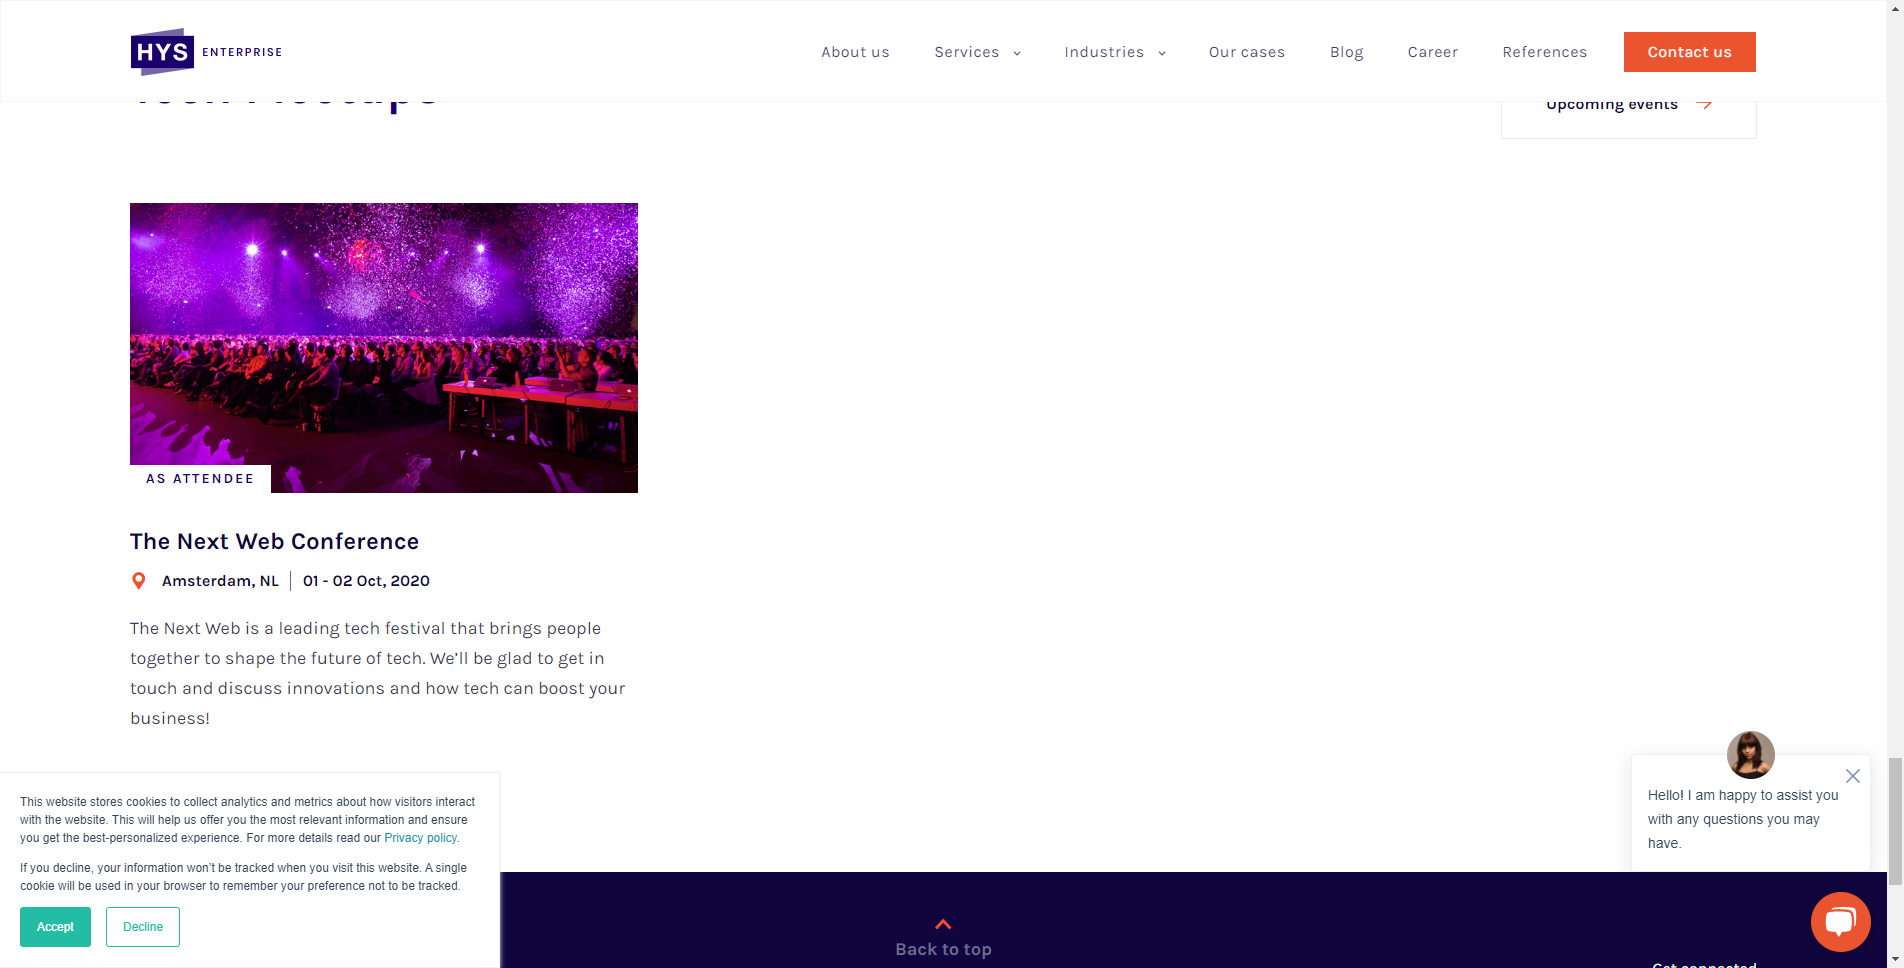 HYS ENTERPRISE
About us
Services
Industries
Our cases
Blog
Career
References
Contact us
Tech Meetups
Upcoming events
AS ATTENDEE
The Next Web Conference
Amsterdam, NL
01 - 02 Oct, 2020
The Next Web is a leading tech festival that brings people
together to shape the future of tech. We’ll be glad to get in
touch and discuss innovations and how tech can boost your
business!
This website stores cookies to collect analytics and metrics about how visitors interact
with the website. This will help us offer you the most relevant information and ensure
you get the best-personalized experience. For more details read our Privacy policy.
If you decline, your information won’t be tracked when you visit this website. A single
cookie will be used in your browser to remember your preference not to be tracked.
Accept
Decline
Hello! I am happy to assist you
with any questions you may
have.
Back to top
Get connected